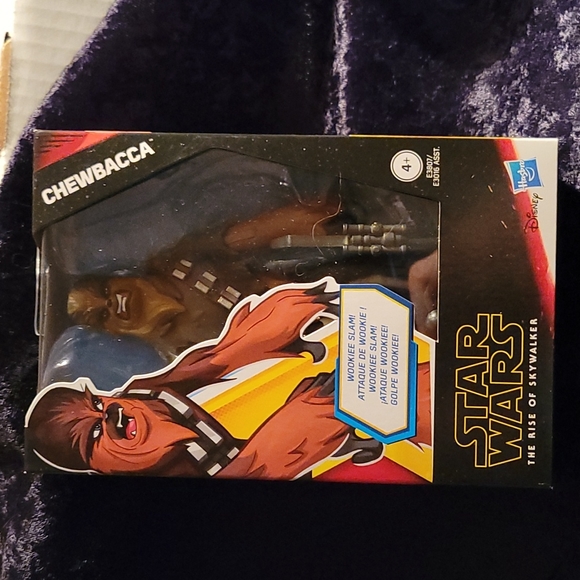 CHEWBACCA
4+
E3807/
E3016 ASST.
Hasbro
Disney
WOOKIEE SLAM!
ATTAQUE DE WOOKIE !
WOOKIEE SLAM!
¡ATAQUE WOOKIEE!
GOLPE WOOKIEE!
STAR
WARS
THE RISE OF SKYWALKER